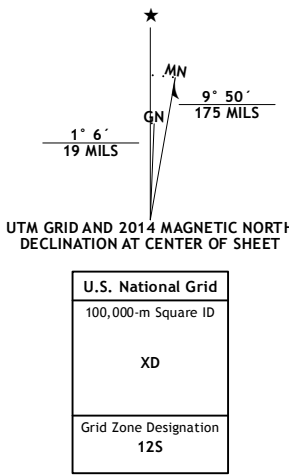 ★
MN
GN
9° 50´
175 MILS
1° 6´
19 MILS
UTM GRID AND 2014 MAGNETIC NORTH
DECLINATION AT CENTER OF SHEET
U.S. National Grid
100,000-m Square ID
XD
Grid Zone Designation
12S